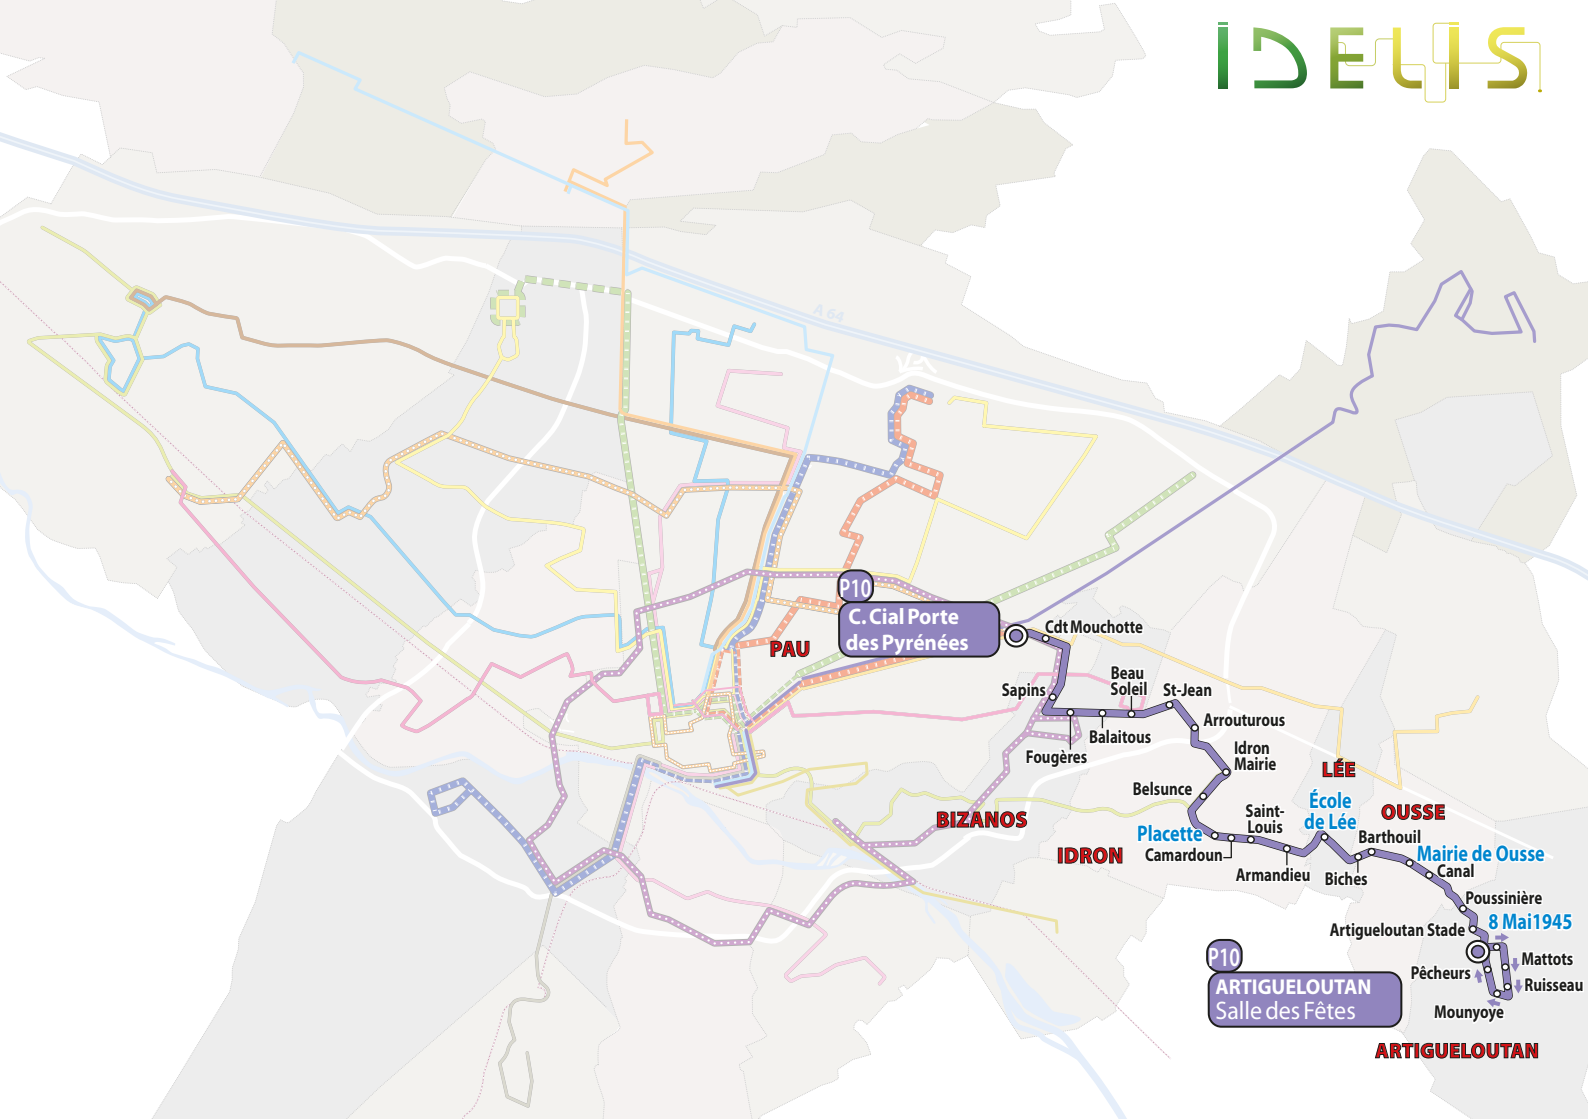 IDELIS
A 64
P10
C. Cial Porte
des Pyrénées
PAU
Cdt Mouchotte
Sapins
Beau
Soleil
St-Jean
Arrouturous
Balaitous
Fougères
Idron
Mairie
Belsunce
LÉE
École
de Lée
Saint-
Louis
OUSSE
BIZANOS
Placette
Barthouil
IDRON
Camardoun
Mairie de Ousse
Armandieu
Biches
Canal
Poussinière
8 Mai1945
Artigueloutan Stade
P10
ARTIGUELOUTAN
Salle des Fêtes
Mattots
Pêcheurs
Ruisseau
Mounyoye
ARTIGUELOUTAN